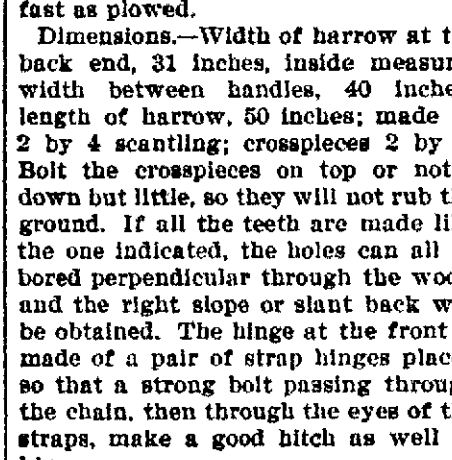 fast as plowed.
Dimensions.—Width of harrow at t
back end, 31 inches, inside measur
width between handles, 40 inche
length of harrow, 50 inches; made
2 by 4 scantling; crosspieces 2 by
Bolt the crosspieces on top or not
down but little, so they will not rub t
ground. If all the teeth are made li
the one indicated, the holes can all
bored perpendicular through the woo
and the right slope or slant back w
be obtained. The hinge at the front
made of a pair of strap hinges plac
so that a strong bolt passing throug
the chain, then through the eyes of t
straps, make a good hitch as well